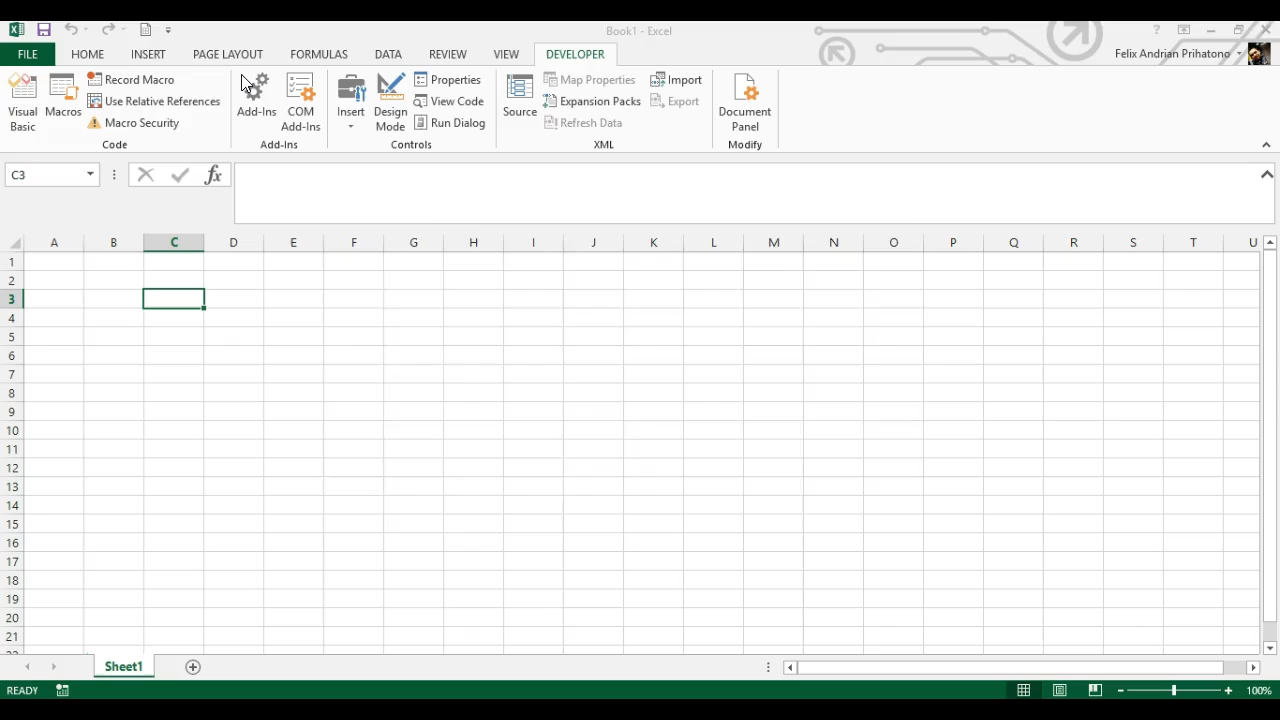 Book1 - Excel
?
FILE HOME INSERT PAGE LAYOUT FORMULAS DATA REVIEW VIEW DEVELOPER Felix Andrian Prihatono
Visual Basic
Macros
Record Macro
Use Relative References
Macro Security
Code
Add-Ins
COM Add-Ins
Add-Ins
Insert
Design Mode
Properties
View Code
Run Dialog
Controls
Source
Map Properties
Expansion Packs
Refresh Data
Import
Export
XML
Document Panel
Modify
C3 fx
A B C D E F G H I J K L M N O P Q R S T U
1
2
3
4
5
6
7
8
9
10
11
12
13
14
15
16
17
18
19
20
21
Sheet1
READY 100%